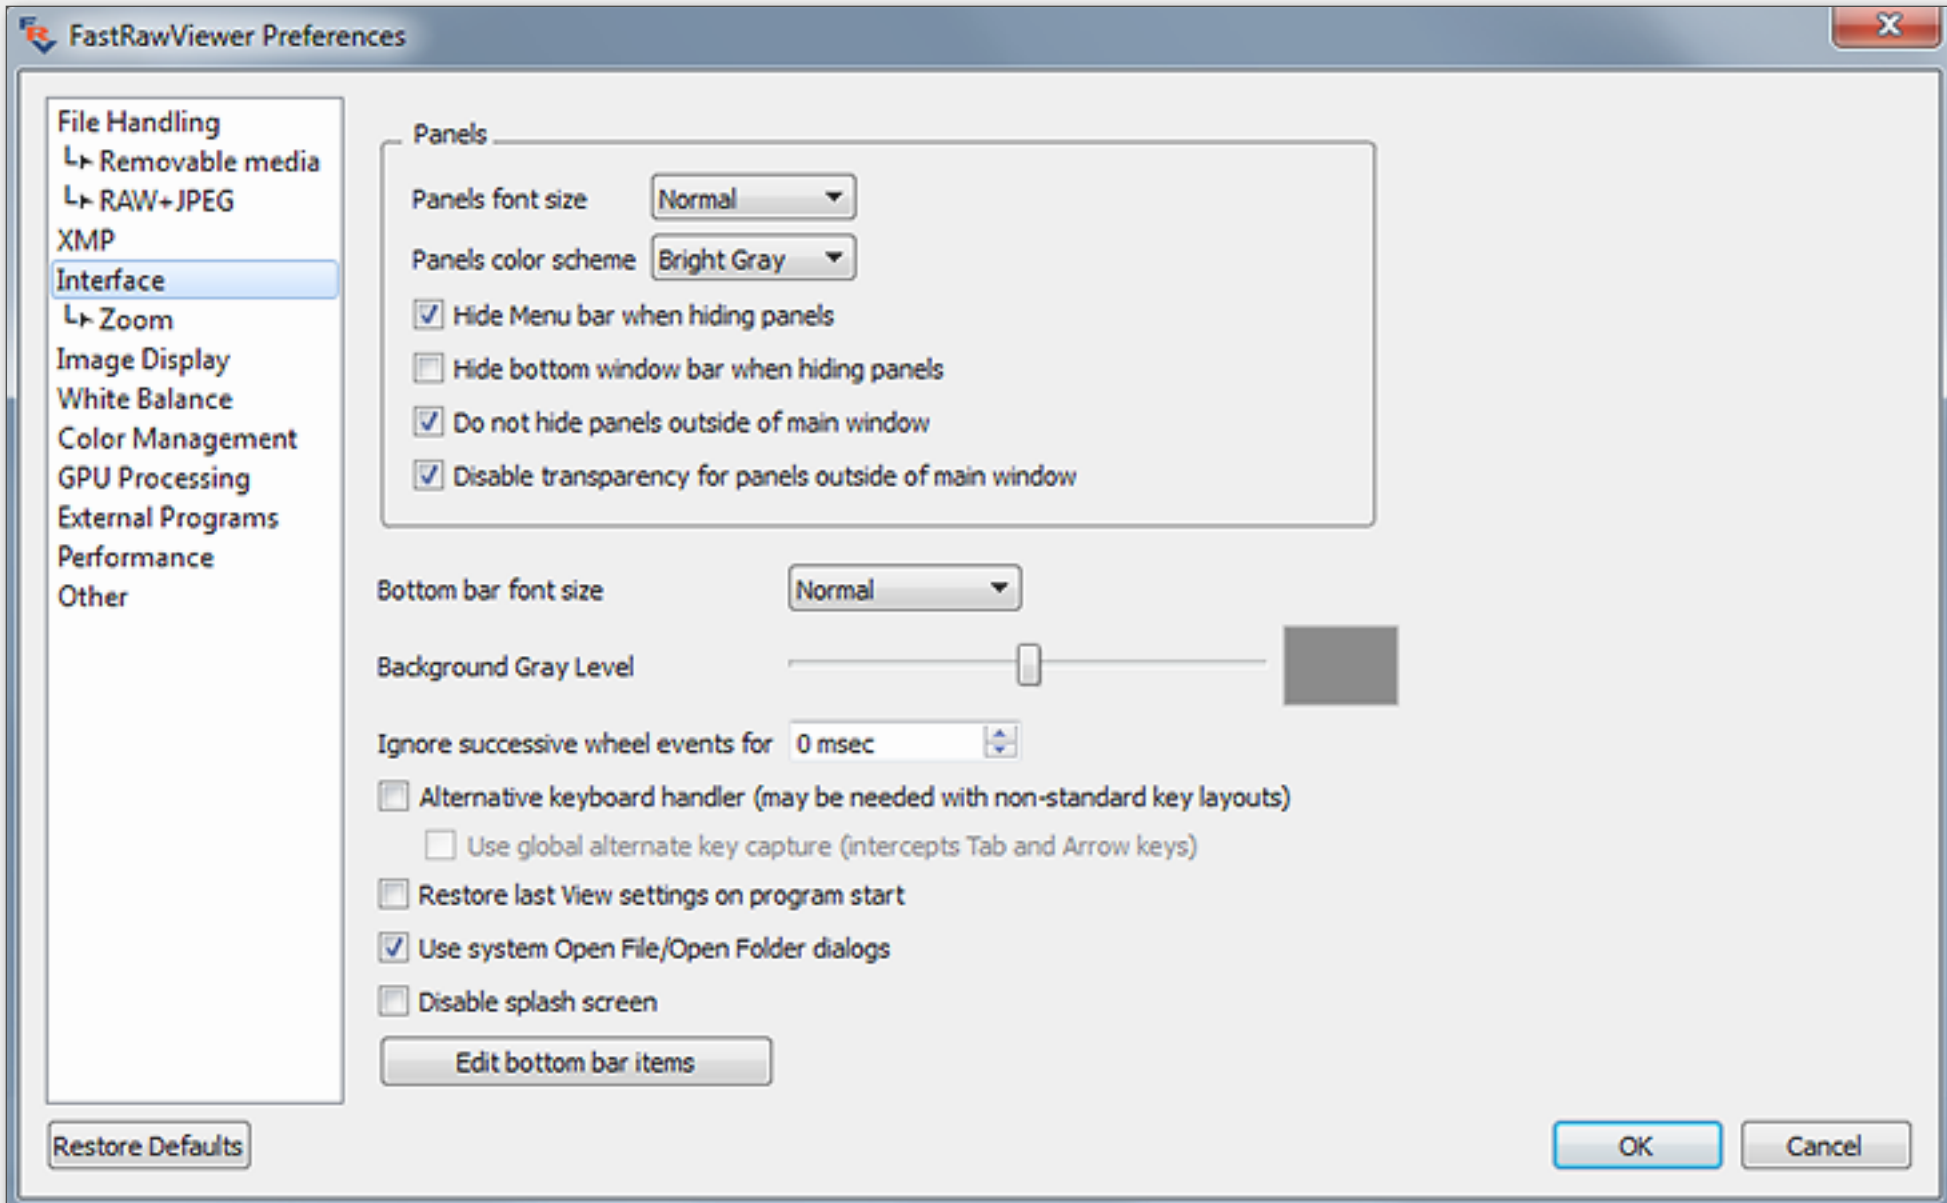 FastRawViewer Preferences
File Handling
Removable media
RAW+JPEG
XMP
Interface
Zoom
Image Display
White Balance
Color Management
GPU Processing
External Programs
Performance
Other
Panels
Panels font size Normal
Panels color scheme Bright Gray
Hide Menu bar when hiding panels
Hide bottom window bar when hiding panels
Do not hide panels outside of main window
Disable transparency for panels outside of main window
Bottom bar font size Normal
Background Gray Level
Ignore successive wheel events for 0 msec
Alternative keyboard handler (may be needed with non-standard key layouts)
Use global alternate key capture (intercepts Tab and Arrow keys)
Restore last View settings on program start
Use system Open File/Open Folder dialogs
Disable splash screen
Edit bottom bar items
Restore Defaults OK Cancel